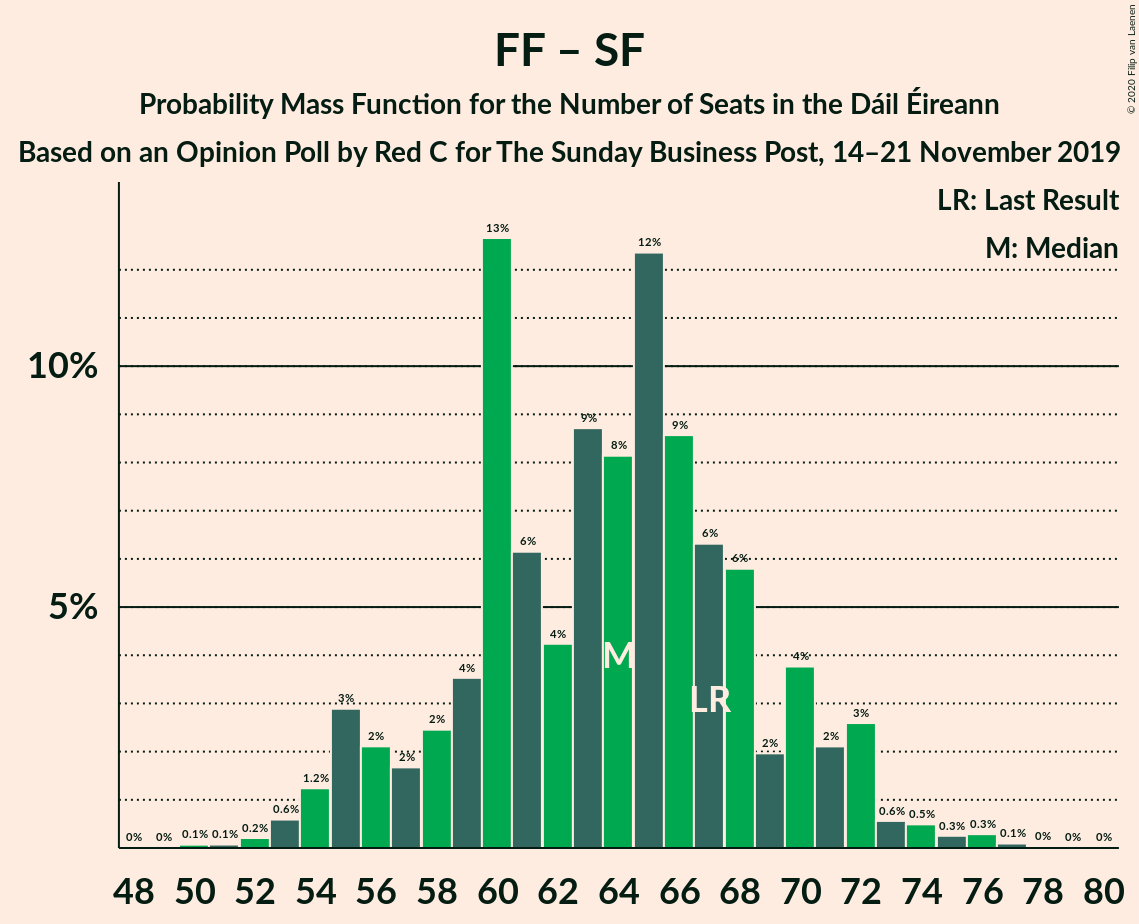 © 2020 Filip van Laenen
FF – SF
Probability Mass Function for the Number of Seats in the Dáil Éireann
Based on an Opinion Poll by Red C for The Sunday Business Post, 14–21 November 2019
LR: Last Result
M: Median
10%
5%
0% 0% 0.1% 0.1% 0.2% 0.6% 1.2% 3% 2% 2% 2% 4% 13% 6% 4% 9% 8% 12% 9% 6% 6% 2% 4% 2% 3% 0.6% 0.5% 0.3% 0.3% 0.1% 0% 0% 0%
M
LR
48 50 52 54 56 58 60 62 64 66 68 70 72 74 76 78 80